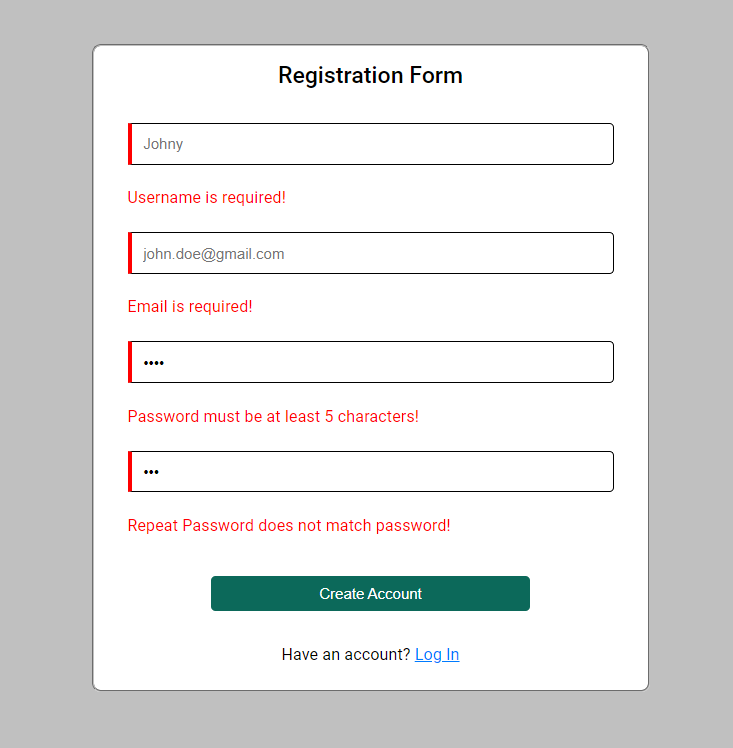 Registration Form
Johny
Username is required!
john.doe@gmail.com
Email is required!
••••
Password must be at least 5 characters!
•••
Repeat Password does not match password!
Create Account
Have an account? Log In